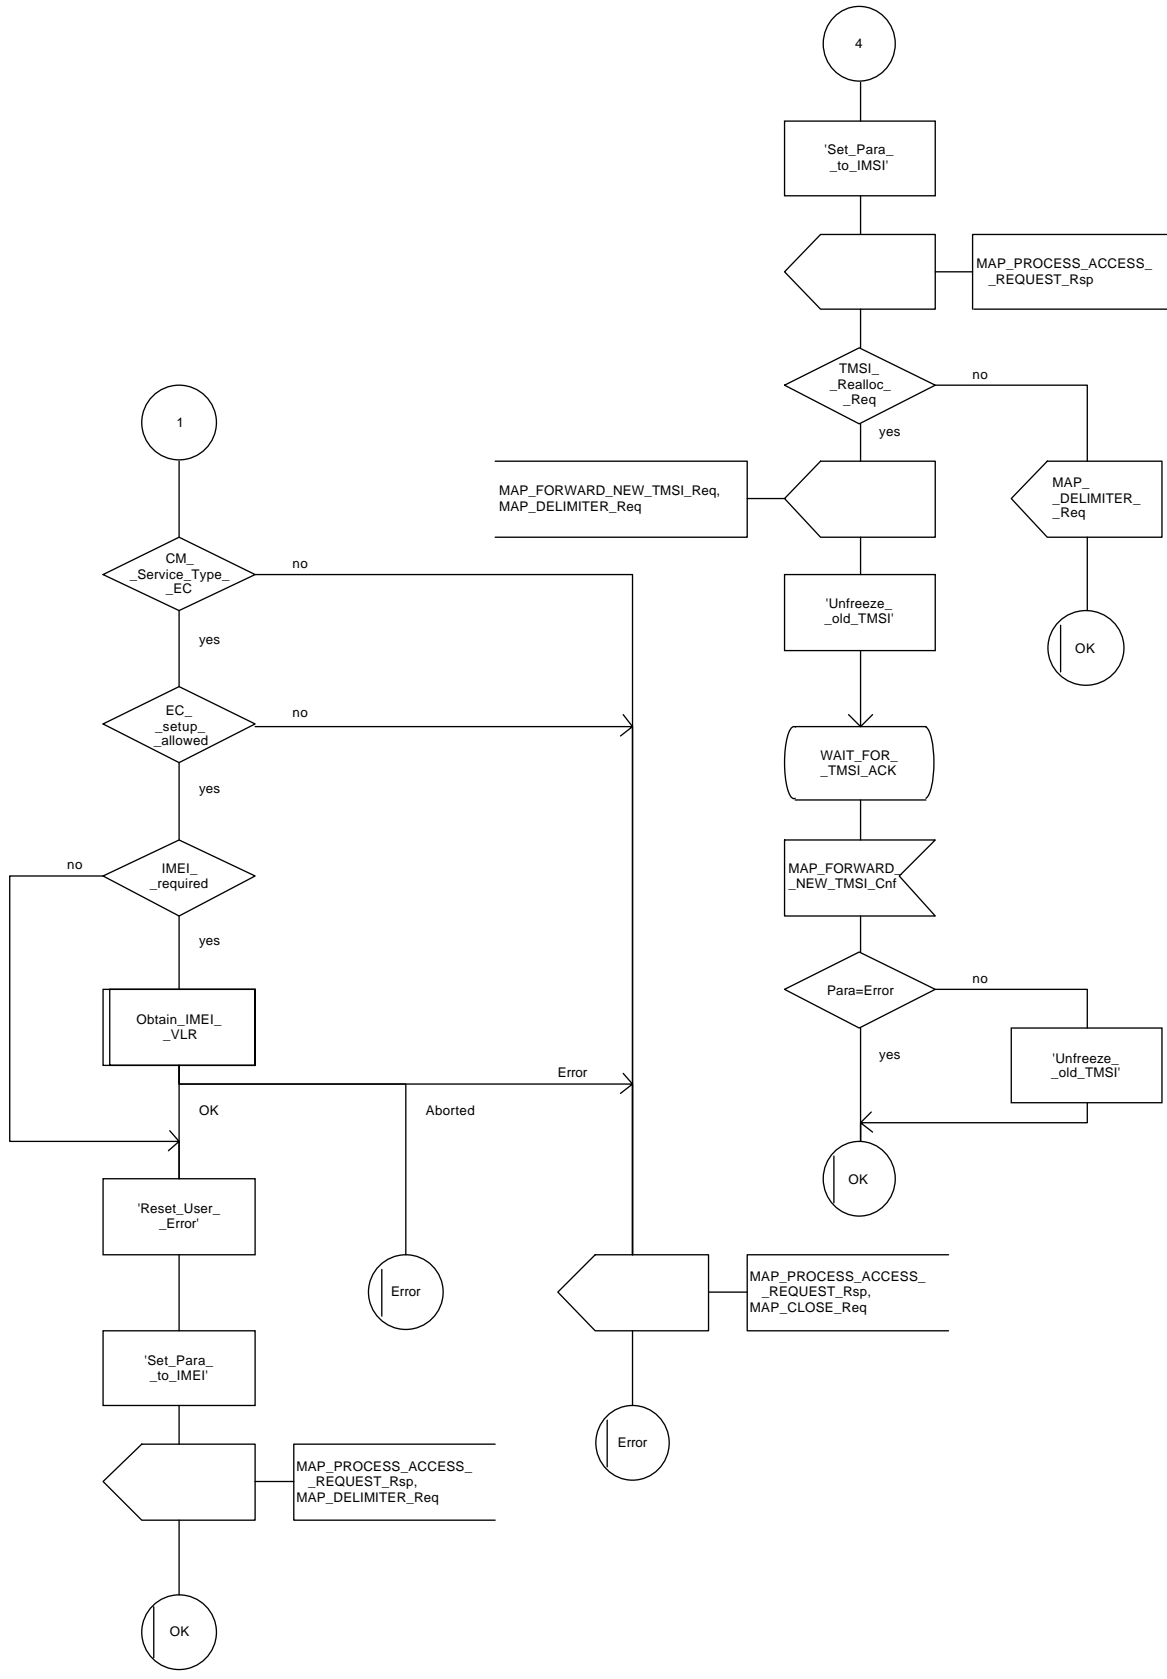 4
'Set_Para_
_to_IMSI'
MAP_PROCESS_ACCESS_
_REQUEST_Rsp
TMSI_
_Realloc_
_Req
no
yes
MAP_FORWARD_NEW_TMSI_Req,
MAP_DELIMITER_Req
MAP_
_DELIMITER_
_Req
'Unfreeze_
_old_TMSI'
OK
WAIT_FOR_
_TMSI_ACK
MAP_FORWARD_
_NEW_TMSI_Cnf
Para=Error
no
yes
'Unfreeze_
_old_TMSI'
OK
1
CM_
_Service_Type_
_EC
no
yes
EC_
_setup_
_allowed
no
yes
IMEI_
_required
no
yes
Obtain_IMEI_
_VLR
Error
OK
Aborted
'Reset_User_
_Error'
Error
MAP_PROCESS_ACCESS_
_REQUEST_Rsp,
MAP_CLOSE_Req
Error
'Set_Para_
_to_IMEI'
MAP_PROCESS_ACCESS_
_REQUEST_Rsp,
MAP_DELIMITER_Req
OK